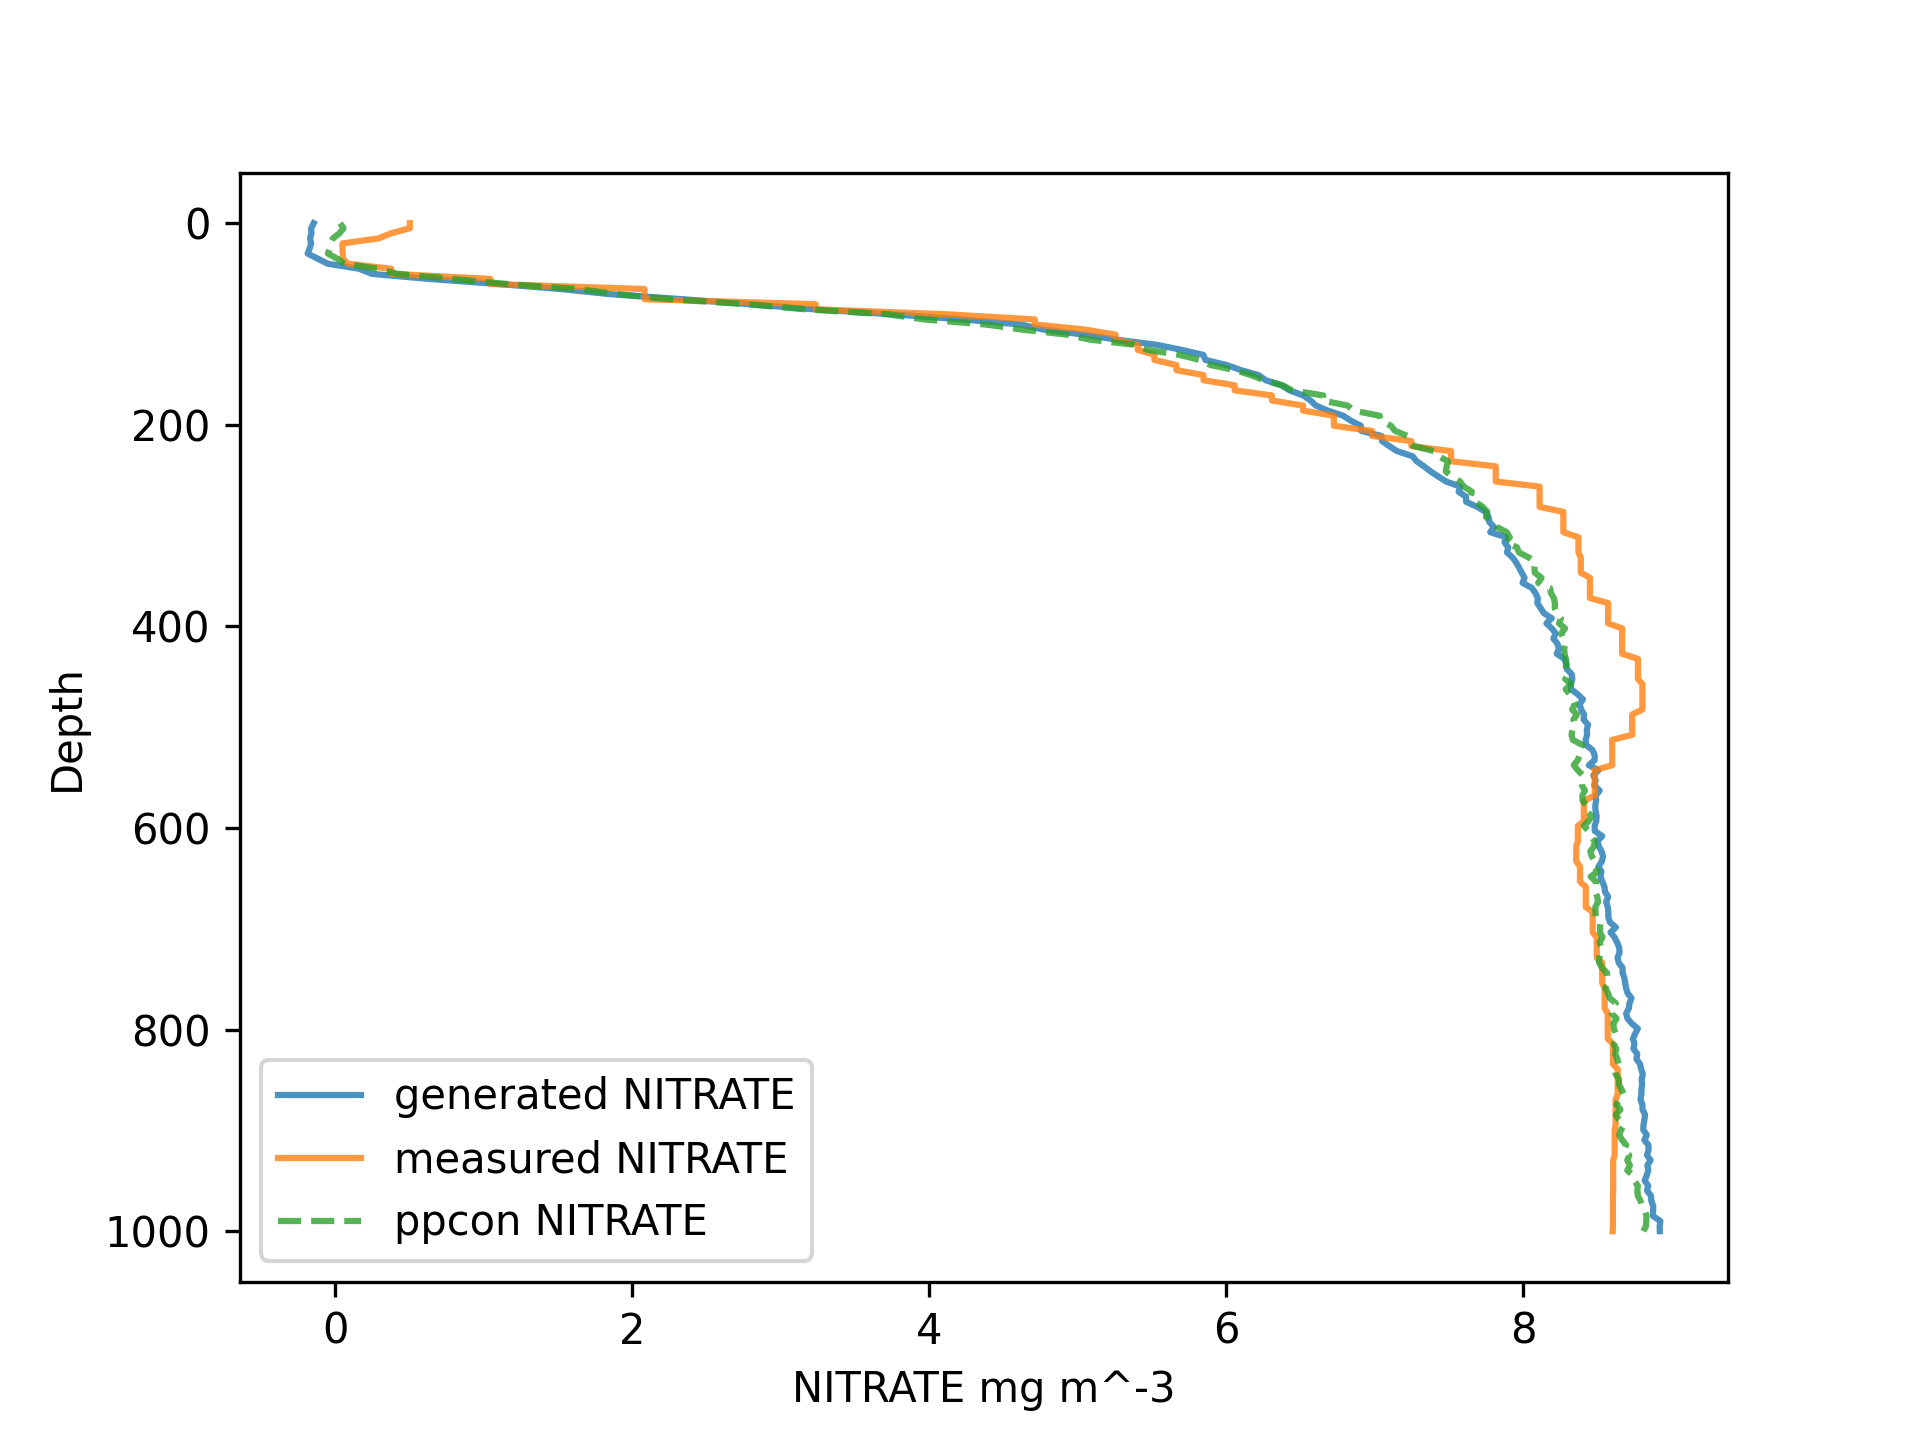 0
200
400
600
800
1000
Depth
generated NITRATE
measured NITRATE
ppcon NITRATE
0 2 4 6 8
NITRATE mg m^-3